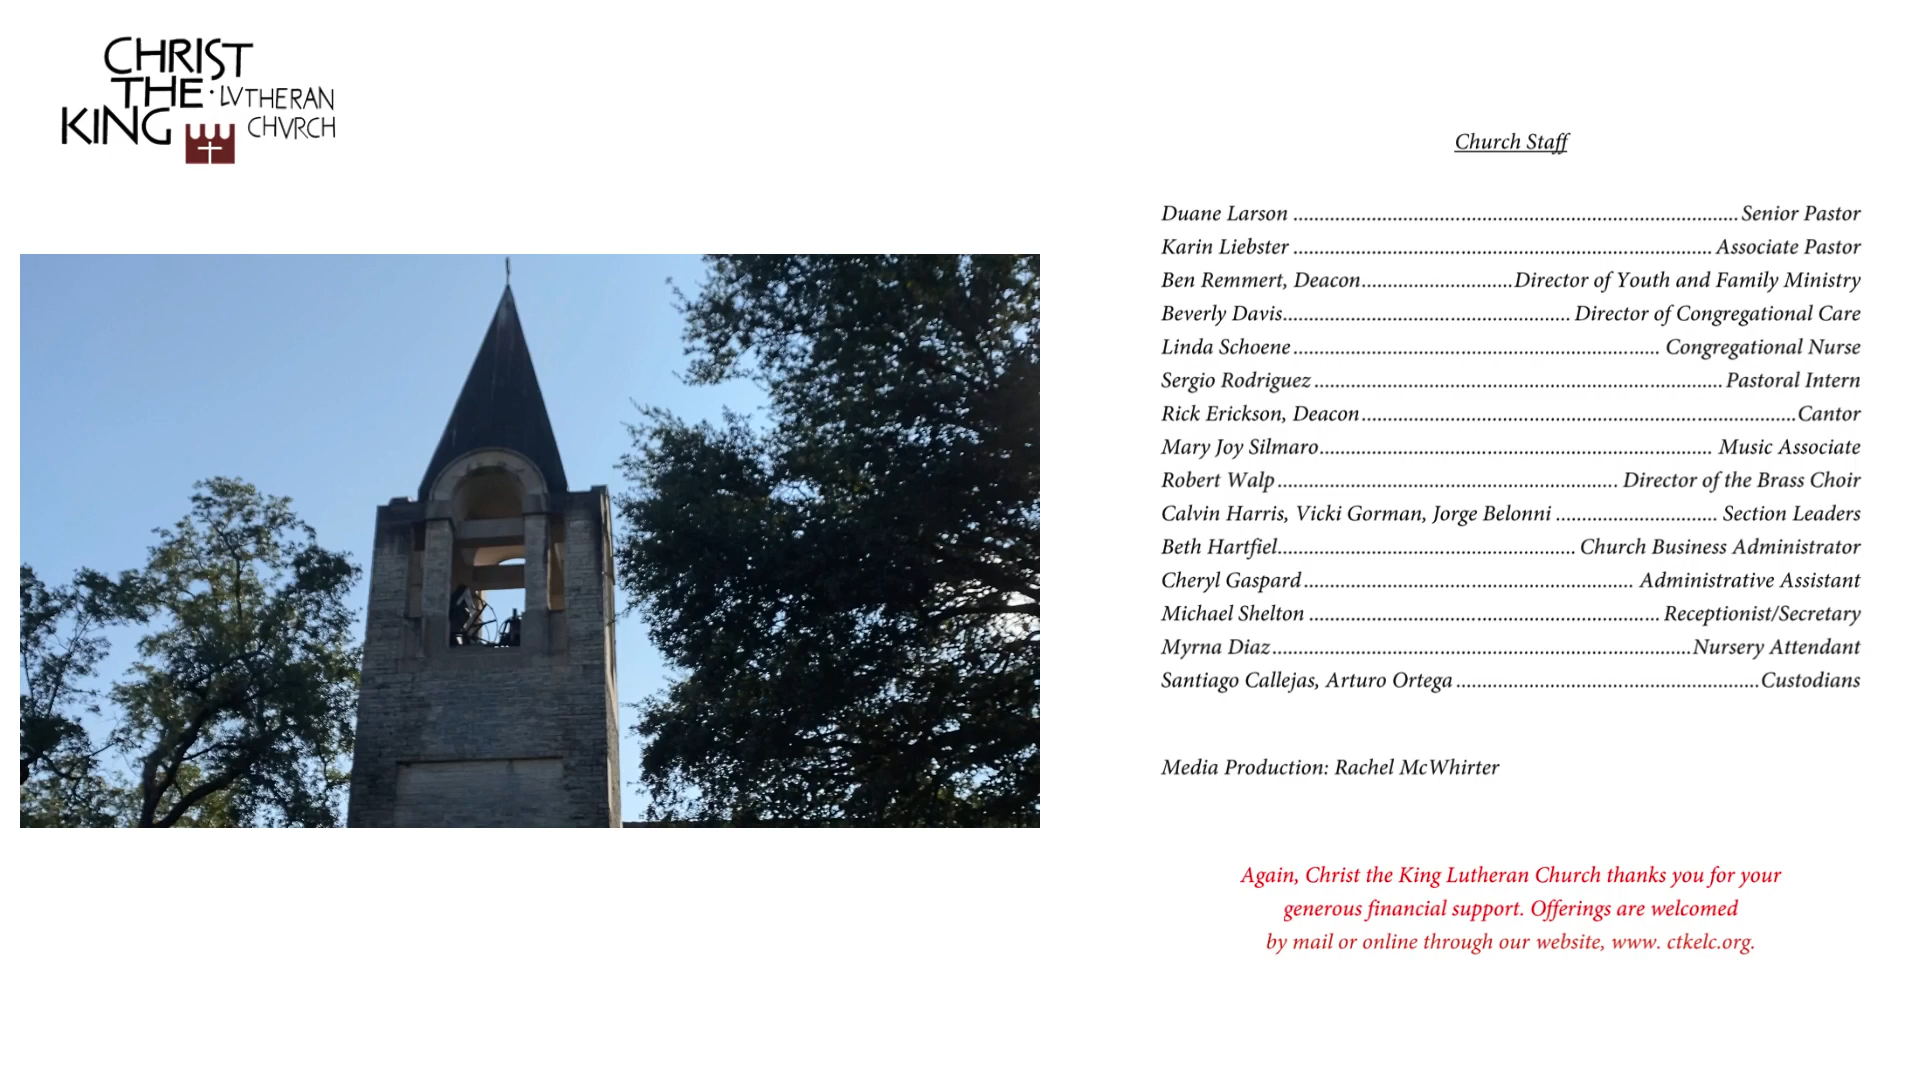 CHRIST
THE · LVTHERAN
KING CHVRCH
Church Staff
Duane Larson ........................................................................ Senior Pastor
Karin Liebster .................................................................... Associate Pastor
Ben Remmert, Deacon........................Director of Youth and Family Ministry
Beverly Davis.............................................. Director of Congregational Care
Linda Schoene........................................................... Congregational Nurse
Sergio Rodriguez .................................................................. Pastoral Intern
Rick Erickson, Deacon......................................................................Cantor
Mary Joy Silmaro............................................................... Music Associate
Robert Walp....................................................... Director of the Brass Choir
Calvin Harris, Vicki Gorman, Jorge Belonni .......................... Section Leaders
Beth Hartfiel................................................ Church Business Administrator
Cheryl Gaspard..................................................... Administrative Assistant
Michael Shelton ........................................................ Receptionist/Secretary
Myrna Diaz...................................................................Nursery Attendant
Santiago Callejas, Arturo Ortega .................................................Custodians
Media Production: Rachel McWhirter
Again, Christ the King Lutheran Church thanks you for your
generous financial support. Offerings are welcomed
by mail or online through our website, www. ctkelc.org.